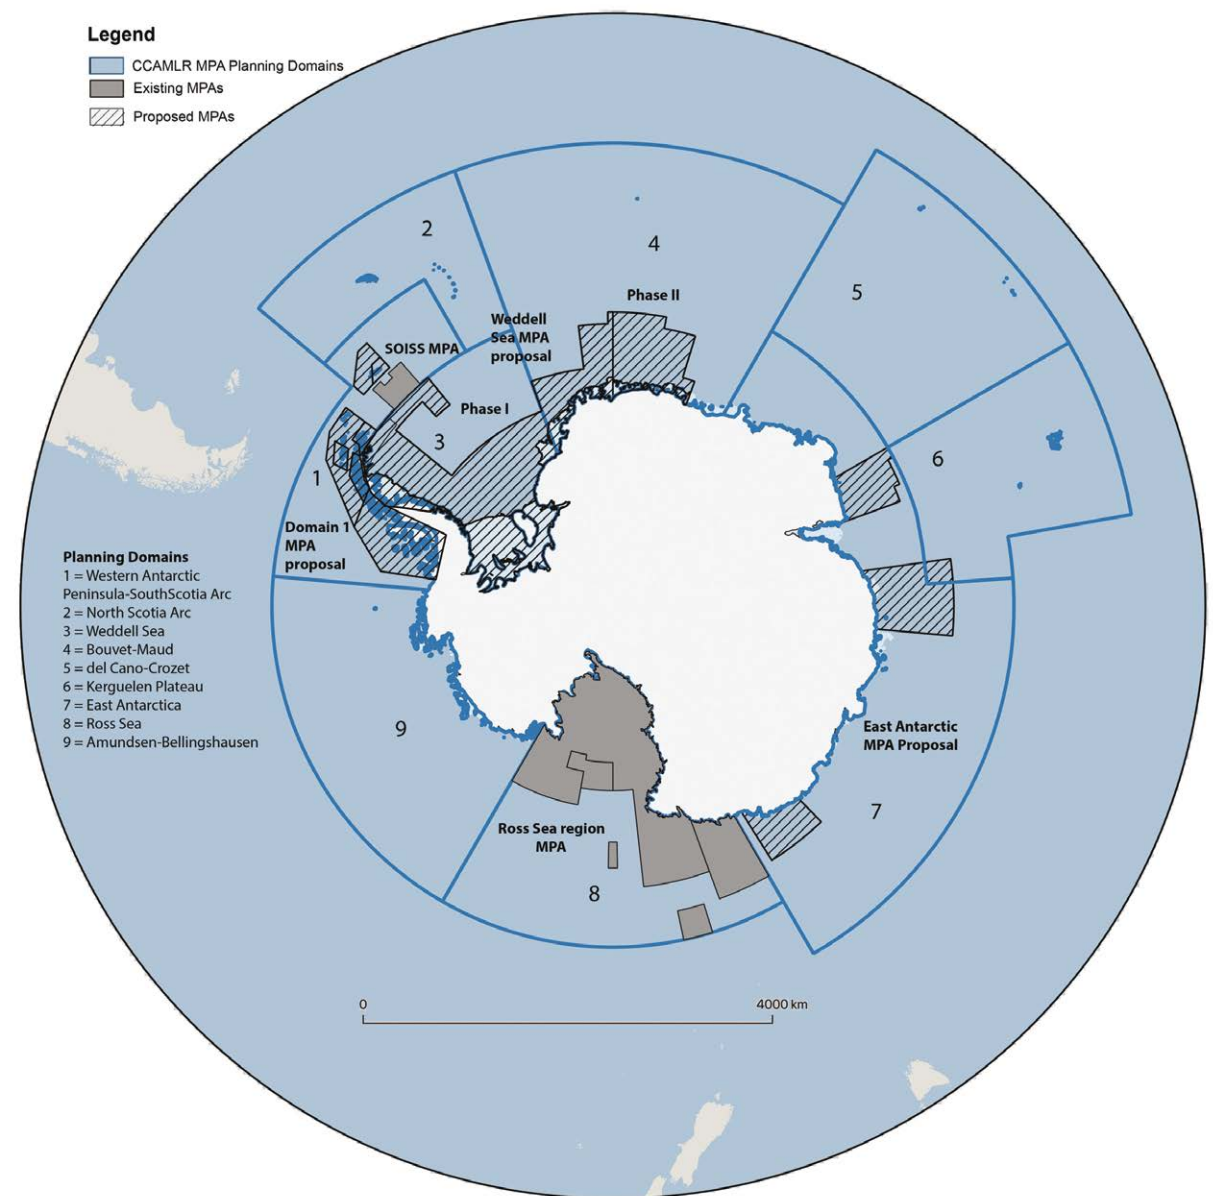 Legend
CCAMLR MPA Planning Domains
Existing MPAs
Proposed MPAs
2
4
5
Phase II
Weddell
Sea MPA
proposal
SOISS MPA
Phase I
3
6
1
Domain 1
MPA
proposal
Planning Domains
1 = Western Antarctic
Peninsula-SouthScotia Arc
2 = North Scotia Arc
3 = Weddell Sea
4 = Bouvet-Maud
5 = del Cano-Crozet
6 = Kerguelen Plateau
7 = East Antarctica
8 = Ross Sea
9 = Amundsen-Bellingshausen
9
East Antarctic
MPA Proposal
7
Ross Sea region
MPA
8
0
4000 km